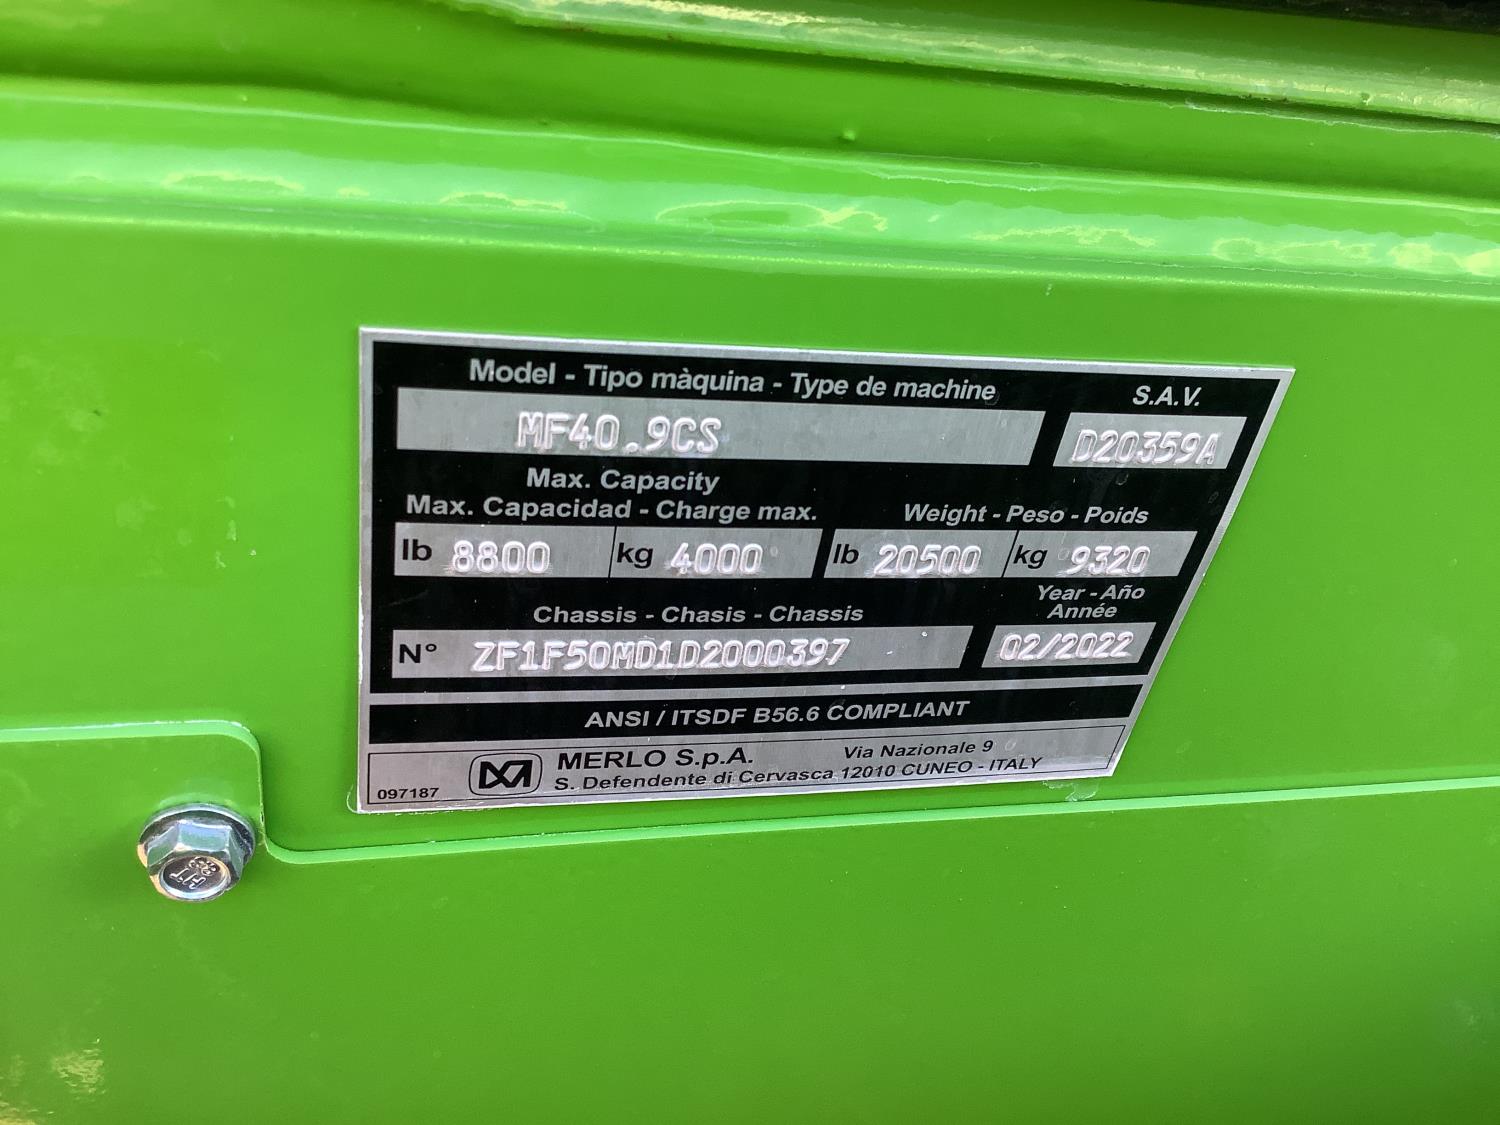 Model - Tipo màquina - Type de machine
S.A.V.
MF40.9CS
D20359A
Max. Capacity
Max. Capacidad - Charge max.
Weight - Peso - Poids
lb 8800 kg 4000
lb 20500 kg 9320
Chassis - Chasis - Chassis
Year - Año
Année
N° ZF1F50MD1D2000397
02/2022
ANSI / ITSDF B56.6 COMPLIANT
MERLO S.p.A. Via Nazionale 9
S. Defendente di Cervasca 12010 CUNEO - ITALY
097187